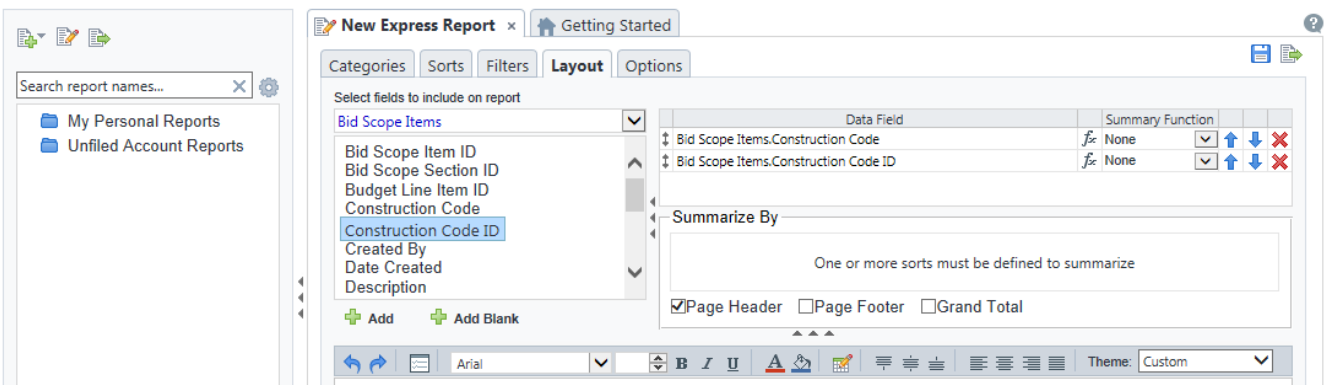 New Express Report × Getting Started
Search report names...
My Personal Reports
Unfiled Account Reports
Categories Sorts Filters Layout Options
Select fields to include on report
Bid Scope Items
Bid Scope Item ID
Bid Scope Section ID
Budget Line Item ID
Construction Code
Construction Code ID
Created By
Date Created
Description
Add Add Blank
Data Field Summary Function
Bid Scope Items.Construction Code fx None
Bid Scope Items.Construction Code ID fx None
Summarize By
One or more sorts must be defined to summarize
Page Header Page Footer Grand Total
Arial B I U A Theme: Custom